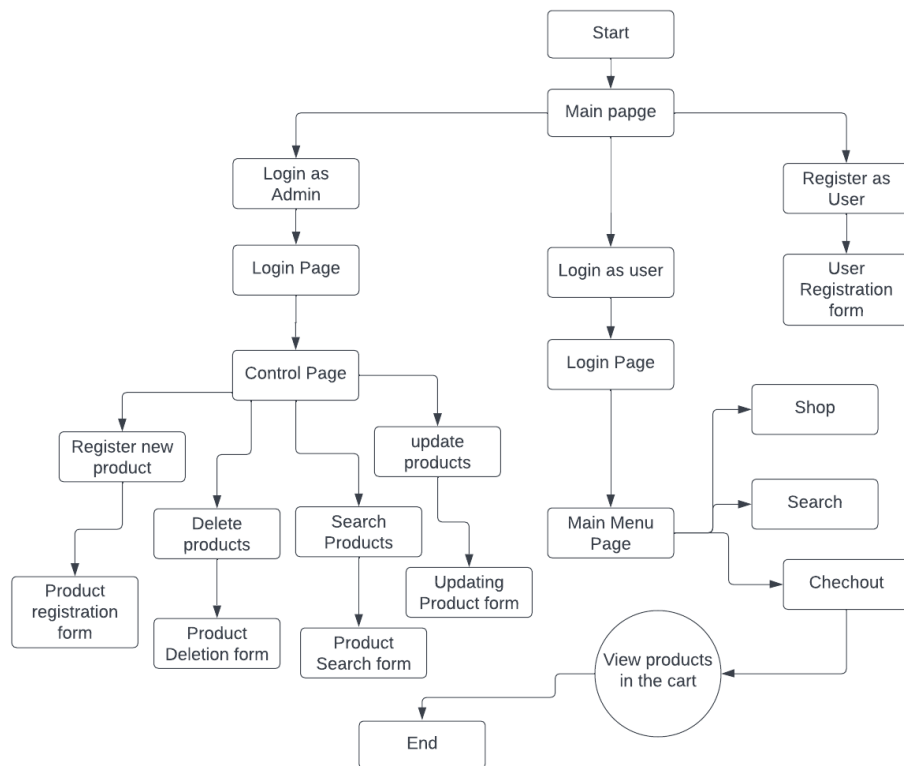 Start
Main papge
Login as
Admin
Register as
User
Login Page
Login as user
User
Registration
form
Login Page
Control Page
Shop
Register new
product
update
products
Search
Delete
products
Search
Products
Main Menu
Page
Chechout
Product
registration
form
Updating
Product form
Product
Deletion form
Product
Search form
View products
in the cart
End